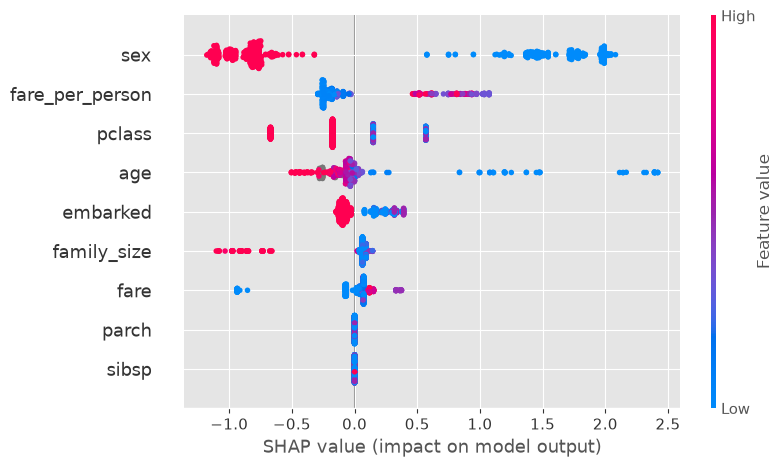 High
sex
fare_per_person
pclass
age
embarked
family_size
fare
parch
sibsp
Feature value
Low
−1.0 −0.5 0.0 0.5 1.0 1.5 2.0 2.5
SHAP value (impact on model output)